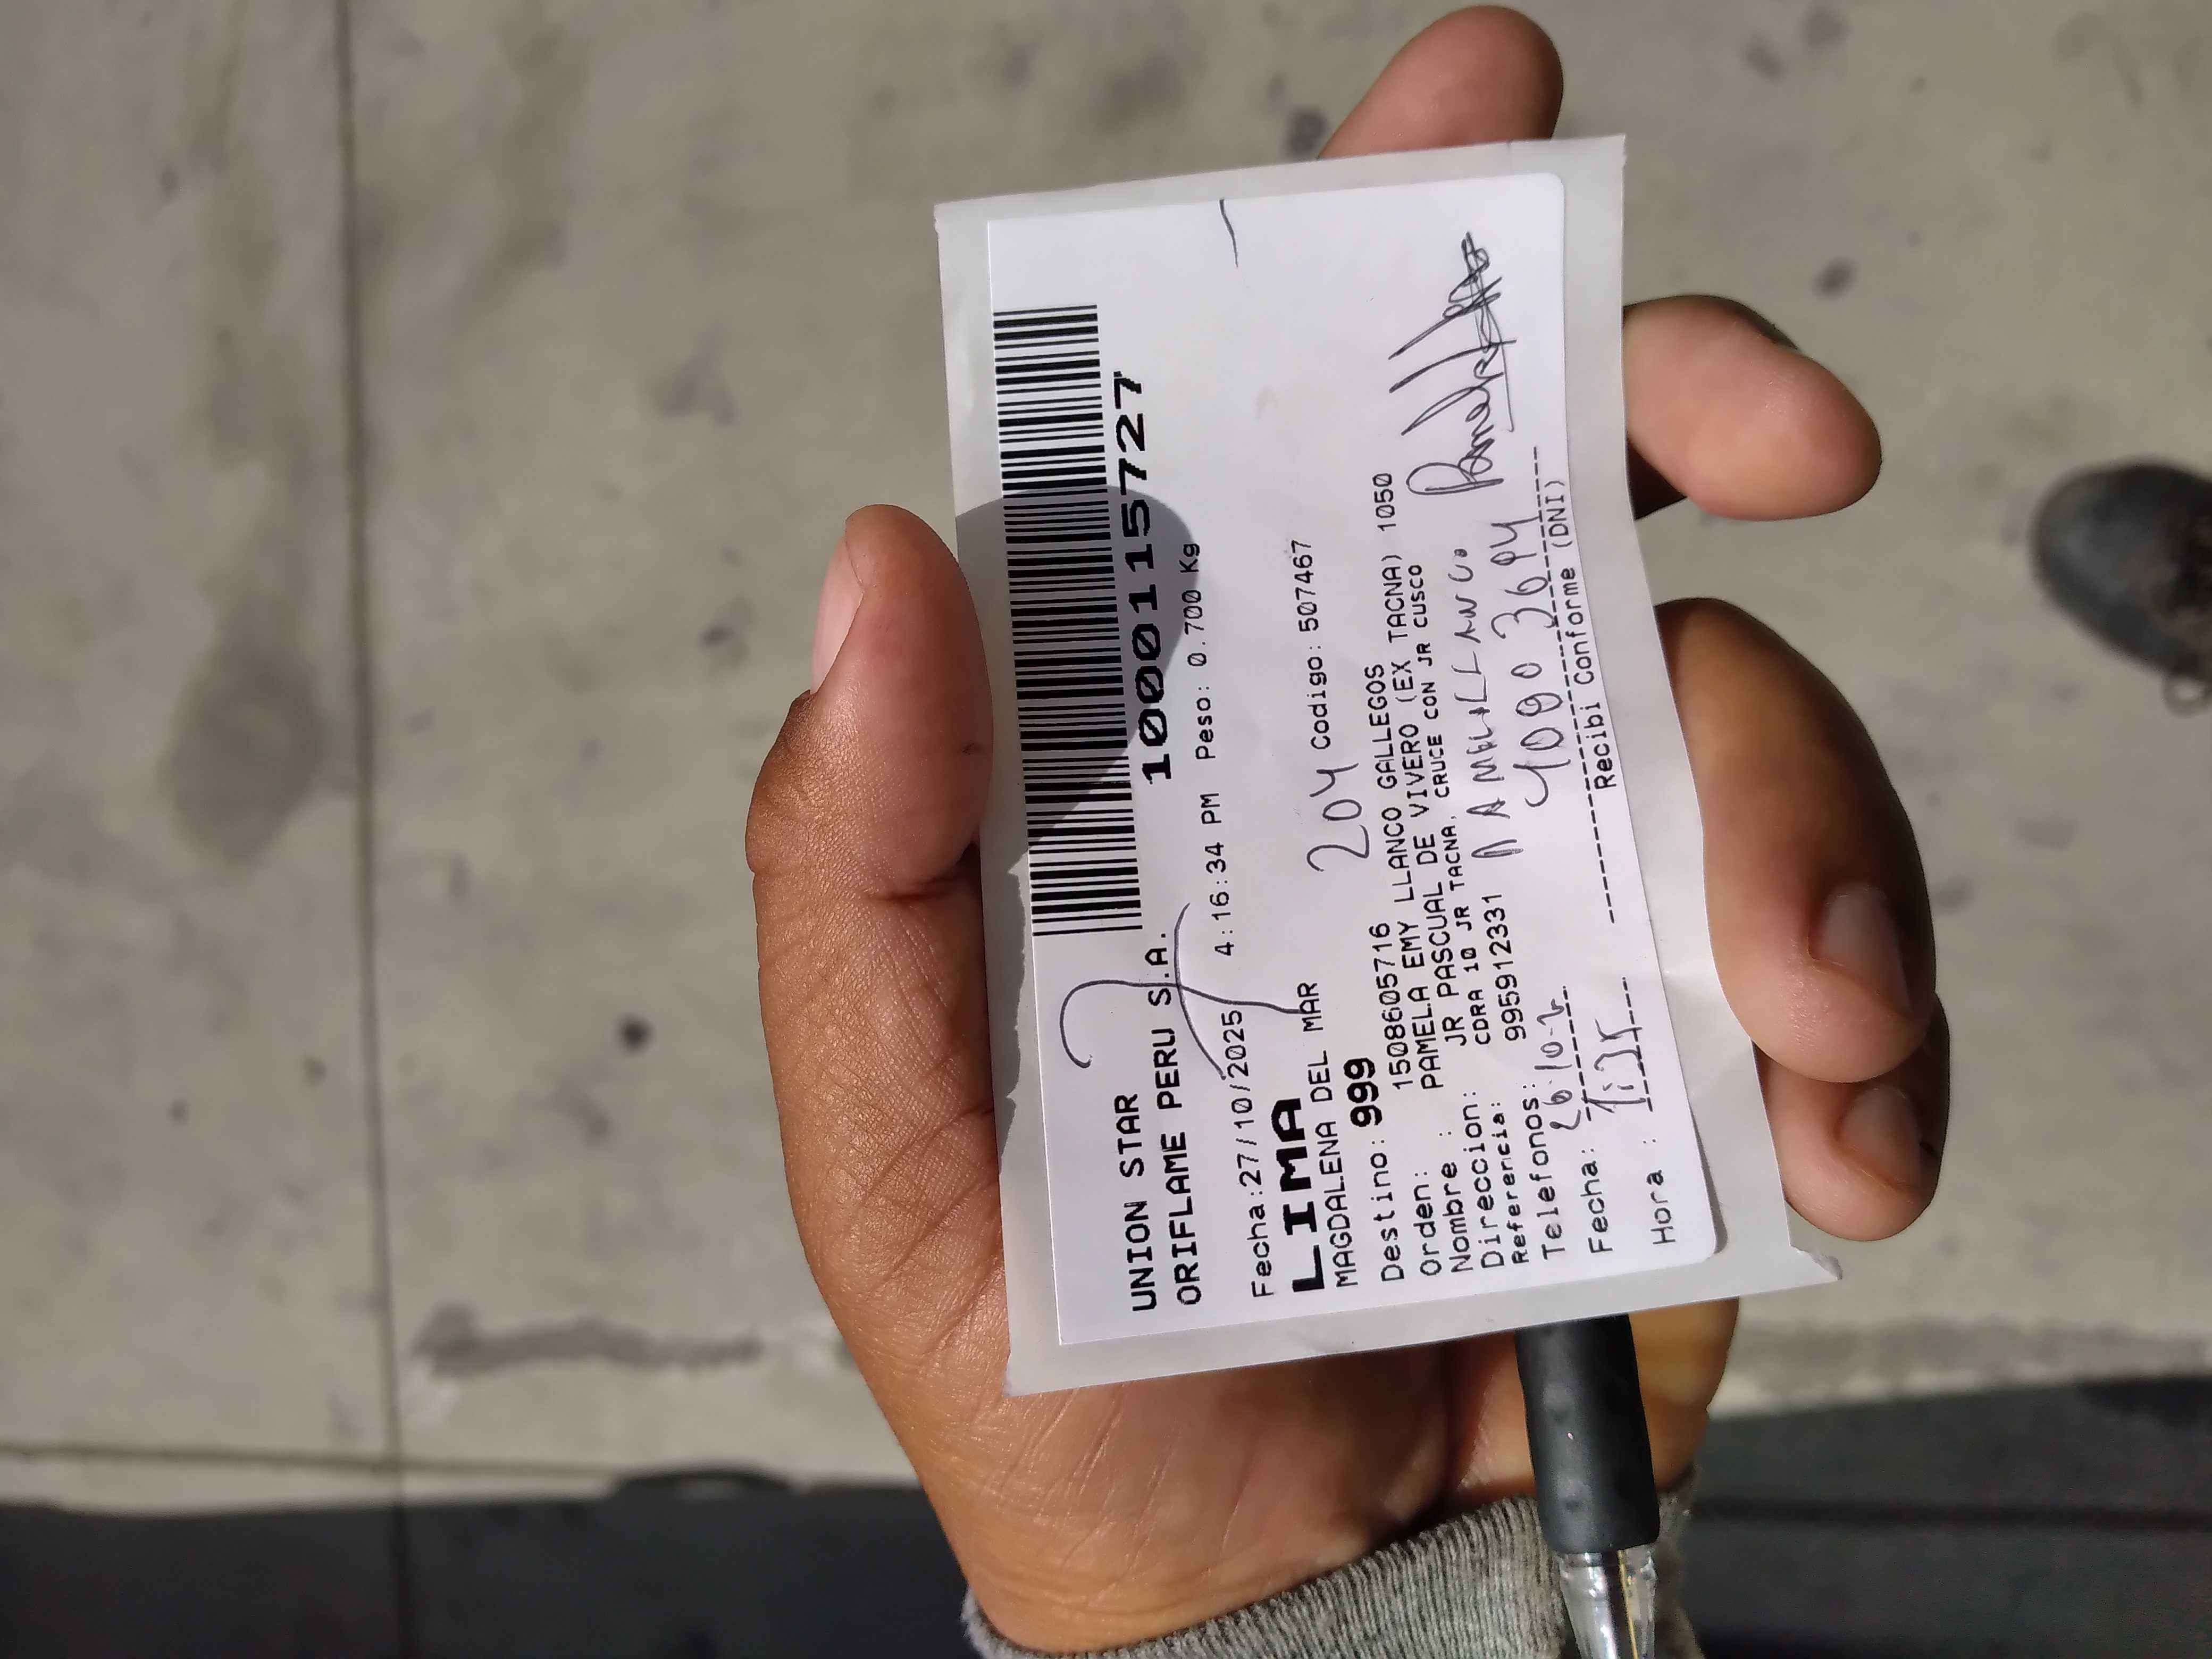 UNION STAR
ORIFLAME PERU S.A.
1000115727
Fecha:27/10/2025 4:16:34 PM Peso: 0.700 Kg
LIMA
MAGDALENA DEL MAR
204 Codigo: 507467
Destino: 999
Orden: 1508605716
Nombre : PAMELA EMY LLANCO GALLEGOS
Direccion: JR PASCUAL DE VIVERO (EX TACNA) 1050
Referencia: CDRA 10 JR TACNA, CRUCE CON JR CUSCO
Telefonos: 995912331
Fecha:
Hora :
Recibi Conforme (DNI)